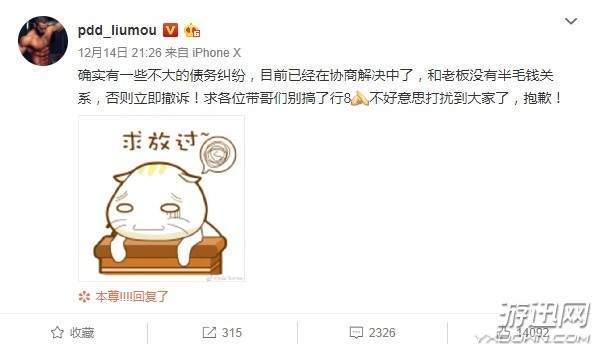 pdd_liumou
12月14日 21:26 来自 iPhone X
确实有一些不大的债务纠纷，目前已经在协商解决中了，和老板没有半毛钱关
系，否则立即撤诉！求各位带哥们别搞了行8🙏不好意思打扰到大家了，抱歉！
求放过~
本尊!!!!回复了
收藏
315
2326
14092
游迅网